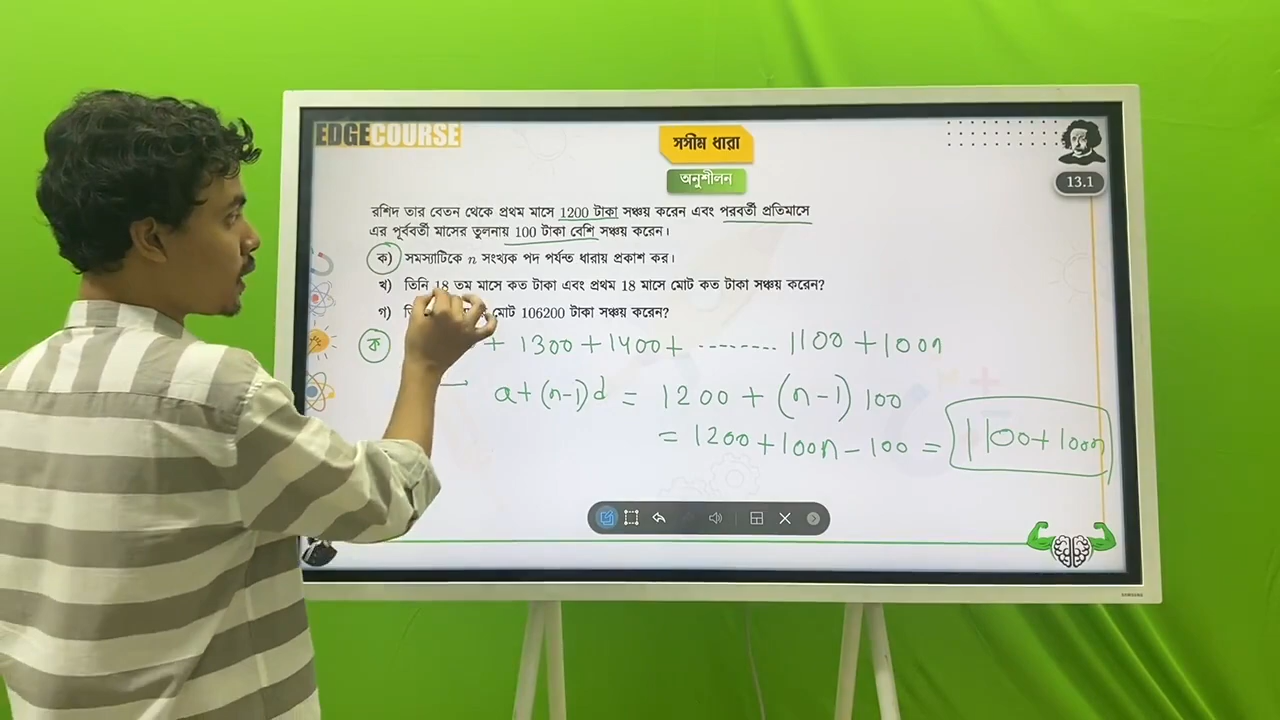 EDGECOURSE
সসীম ধারা
অনুশীলন
13.1
রশিদ তার বেতন থেকে প্রথম মাসে 1200 টাকা সঞ্চয় করেন এবং পরবর্তী প্রতিমাসে
এর পূর্ববর্তী মাসের তুলনায় 100 টাকা বেশি সঞ্চয় করেন।
ক) সমস্যাটিকে n সংখ্যক পদ পর্যন্ত ধারায় প্রকাশ কর।
খ) তিনি 18 তম মাসে কত টাকা এবং প্রথম 18 মাসে মোট কত টাকা সঞ্চয় করেন?
গ) মোট 106200 টাকা সঞ্চয় করেন?
ক + 1300 + 1400 + ........ 1100 + 100n
a + (n-1) d = 1200 + (n-1) 100
= 1200 + 100n - 100 = 1100 + 100n
SAMSUNG